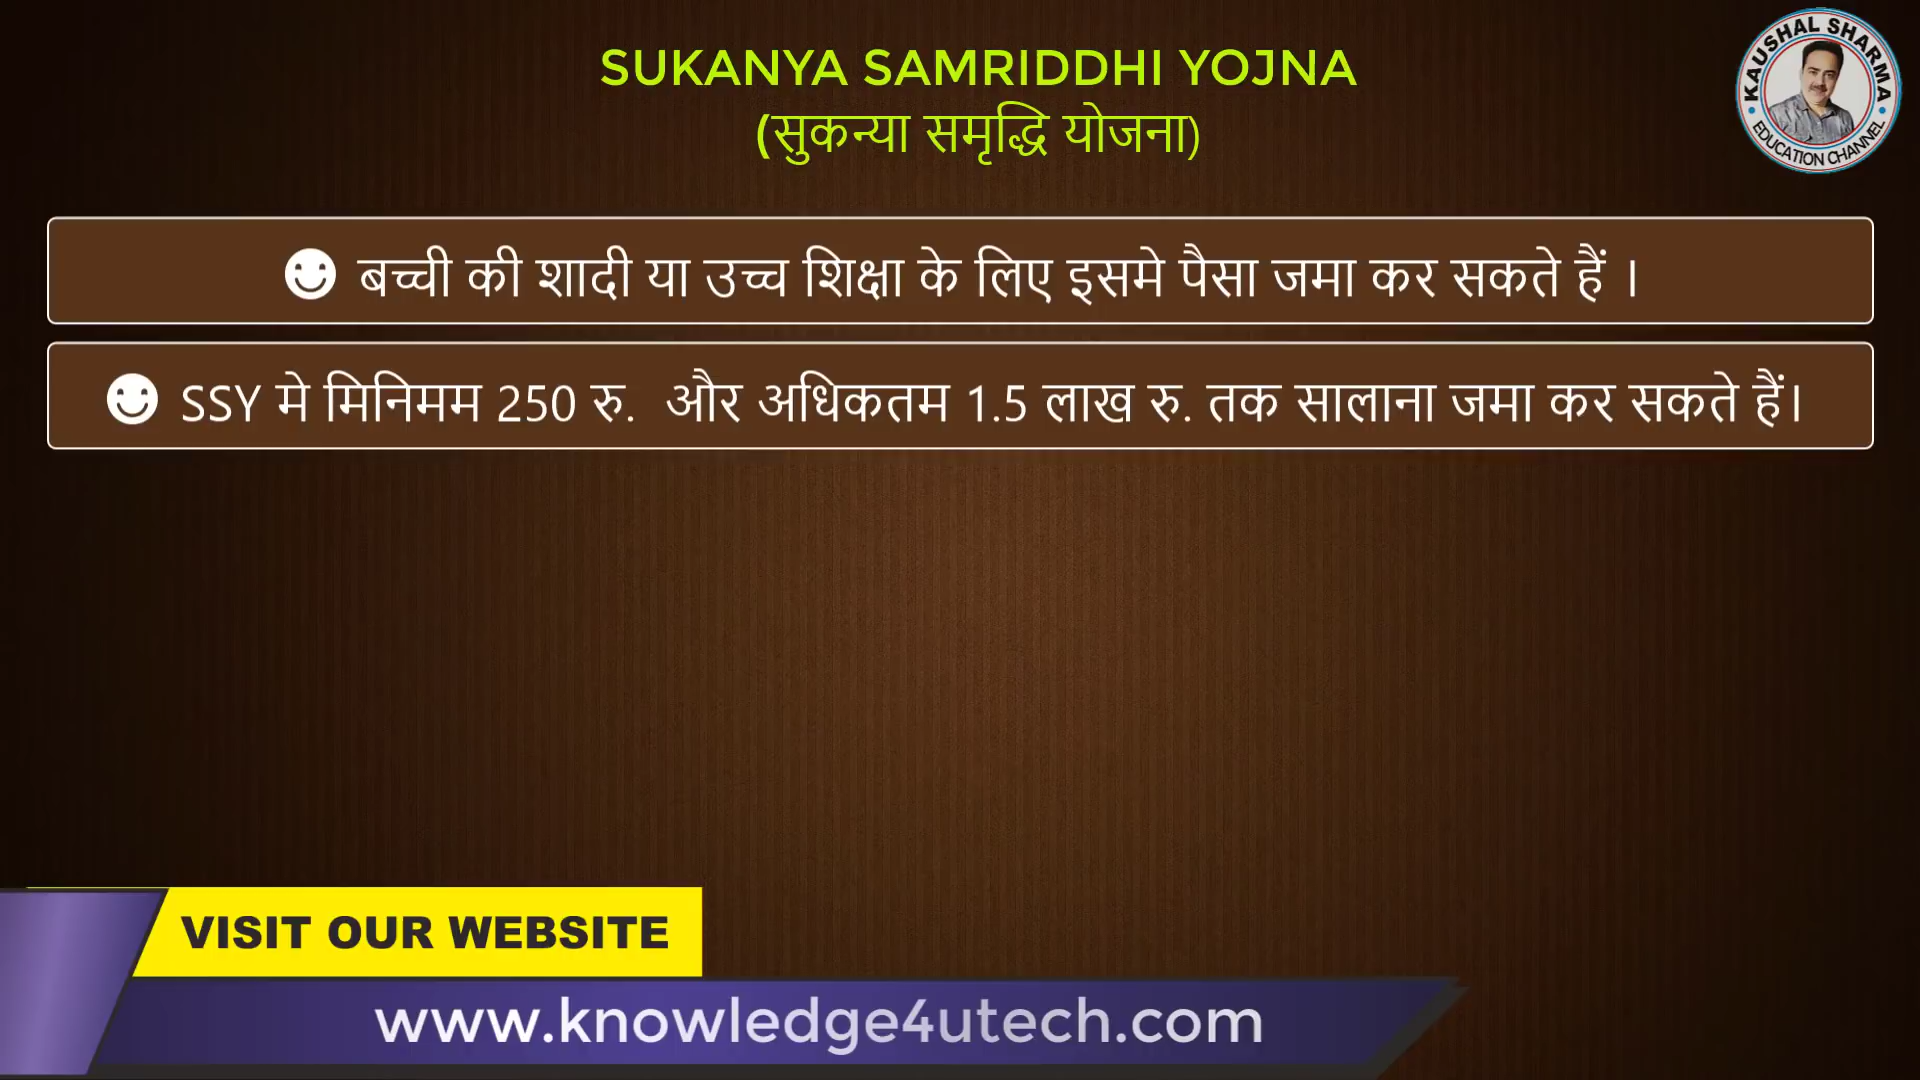 SUKANYA SAMRIDDHI YOJNA
(सुकन्या समृद्धि योजना)
KAUSHAL SHARMA
EDUCATION CHANNEL
बच्ची की शादी या उच्च शिक्षा के लिए इसमे पैसा जमा कर सकते हैं ।
SSY मे मिनिमम 250 रु. और अधिकतम 1.5 लाख रु. तक सालाना जमा कर सकते हैं।
VISIT OUR WEBSITE
www.knowledge4utech.com